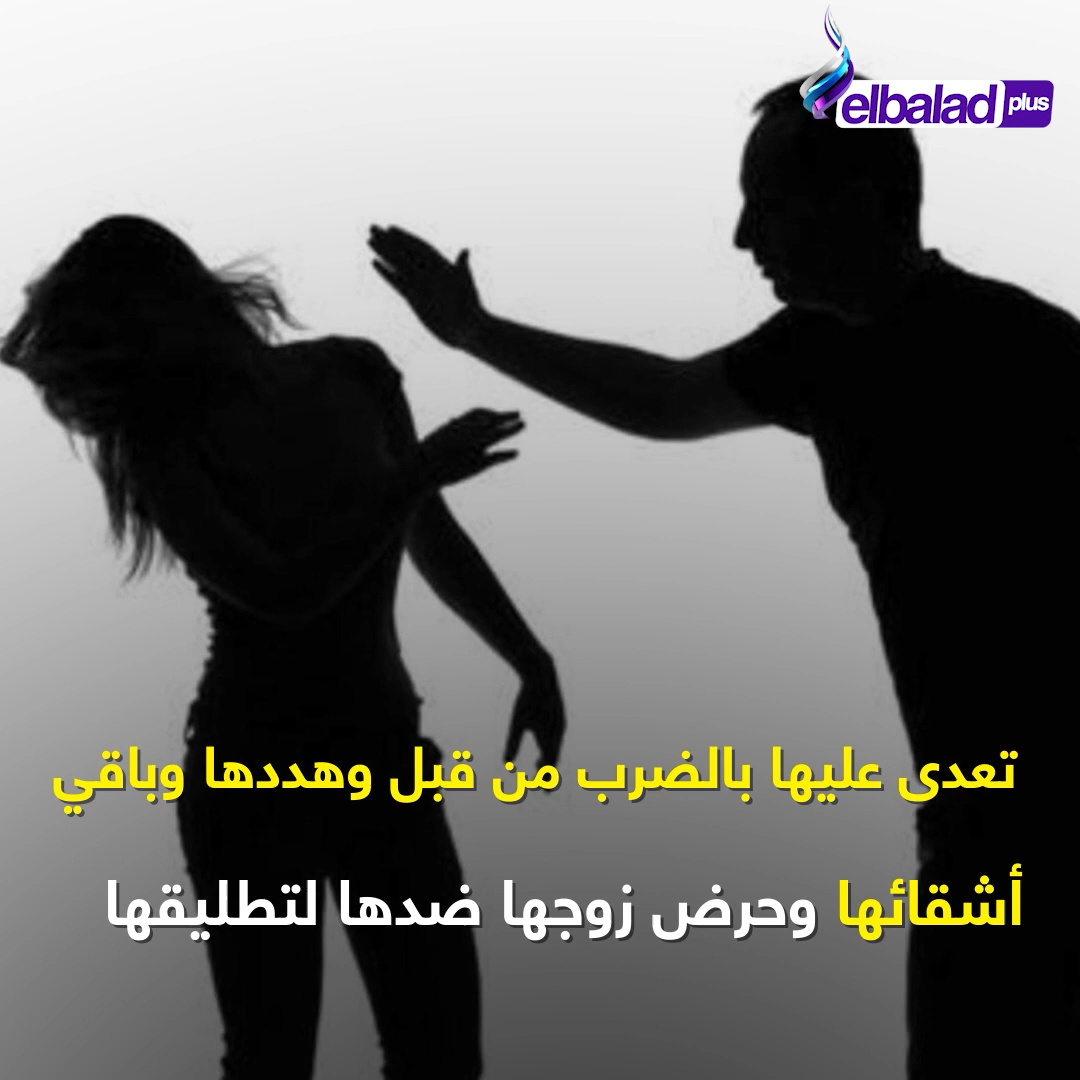 elbalad plus
تعدى عليها بالضرب من قبل وهددها وباقي
أشقائها وحرض زوجها ضدها لتطليقها